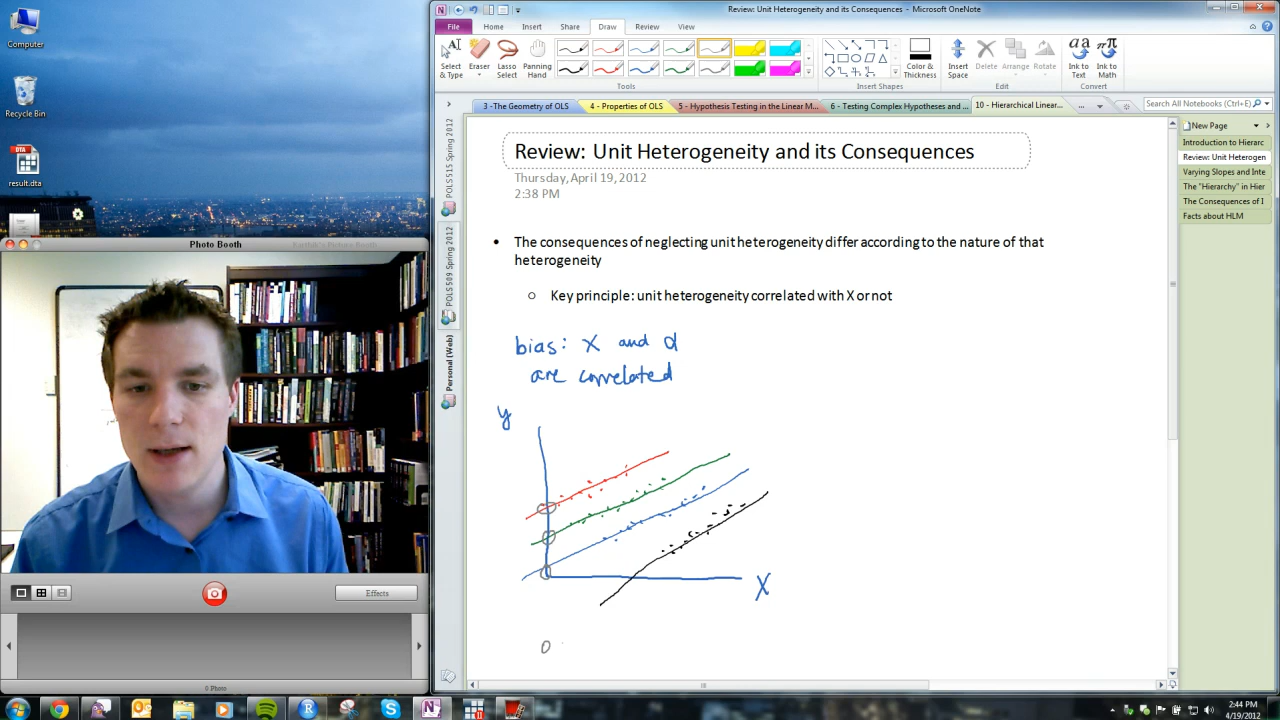 Computer
Recycle Bin
result.dta
Review: Unit Heterogeneity and its Consequences - Microsoft OneNote
File Home Insert Share Draw Review View
Select & Type
Eraser
Lasso Select
Panning Hand
Color & Thickness
Insert Space
Delete
Arrange
Rotate
Ink to Text
Ink to Math
Tools
Insert Shapes
Edit
Convert
3 - The Geometry of OLS
4 - Properties of OLS
5 - Hypothesis Testing in the Linear M...
6 - Testing Complex Hypotheses and ...
10 - Hierarchical Linear...
...
Search All Notebooks (Ctrl+E)
POLS 515 Spring 2012
POLS 509 Spring 2012
Personal (Web)
New Page
Introduction to Hierarc
Review: Unit Heterogen
Varying Slopes and Inte
The "Hierarchy" in Hier
The Consequences of I
Facts about HLM
Review: Unit Heterogeneity and its Consequences
Thursday, April 19, 2012
2:38 PM
• The consequences of neglecting unit heterogeneity differ according to the nature of that
heterogeneity
○ Key principle: unit heterogeneity correlated with X or not
bias: X and α
are correlated
y
X
0
Photo Booth
Effects
0 Photo
2:44 PM
4/19/2012